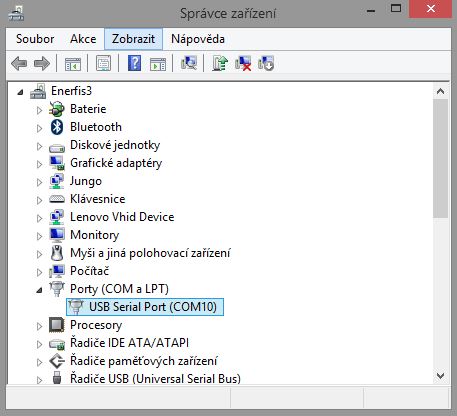 Správce zařízení
Soubor Akce Zobrazit Nápověda
Enerfis3
Baterie
Bluetooth
Diskové jednotky
Grafické adaptéry
Jungo
Klávesnice
Lenovo Vhid Device
Monitory
Myši a jiná polohovací zařízení
Počítač
Porty (COM a LPT)
USB Serial Port (COM10)
Procesory
Řadiče IDE ATA/ATAPI
Řadiče paměťových zařízení
Řadiče USB (Universal Serial Bus)